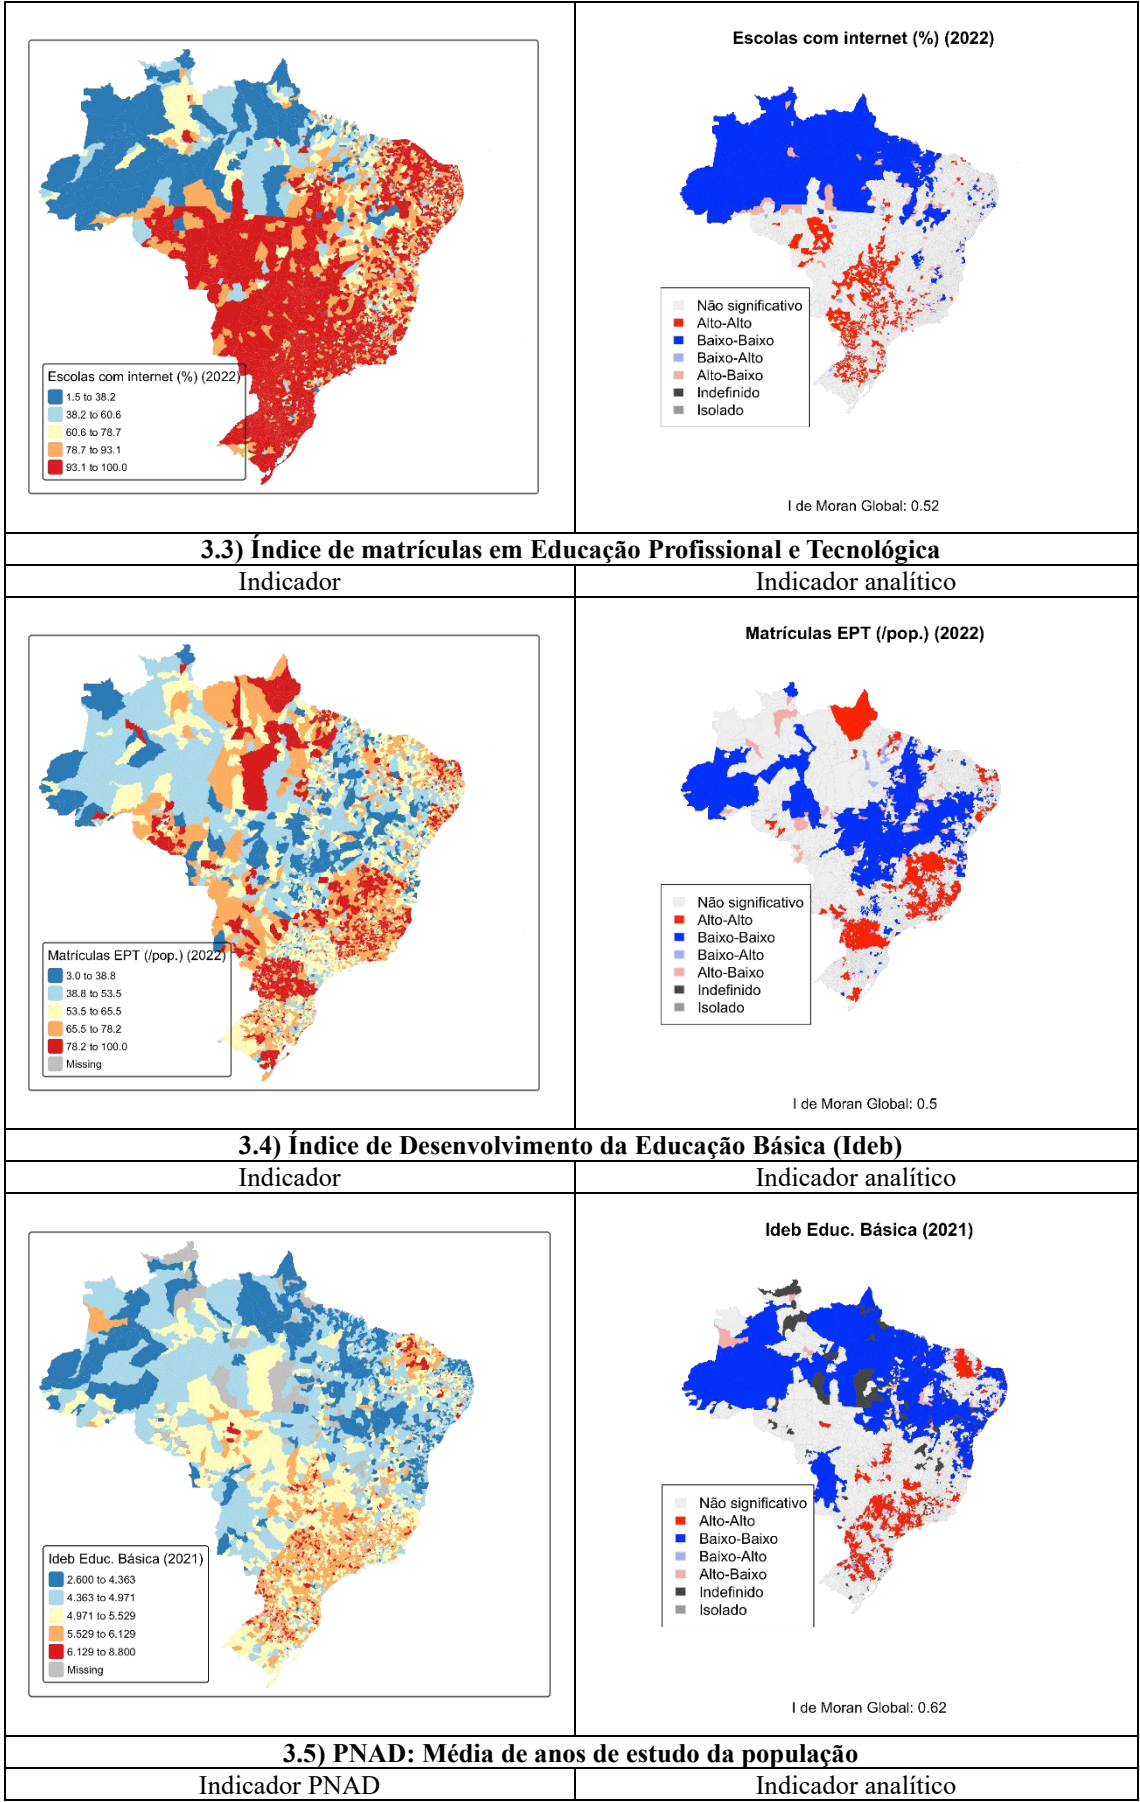 Escolas com internet (%) (2022)
1.5 to 38.2
38.2 to 60.6
60.6 to 78.7
78.7 to 93.1
93.1 to 100.0
Escolas com internet (%) (2022)
Não significativo
Alto-Alto
Baixo-Baixo
Baixo-Alto
Alto-Baixo
Indefinido
Isolado
I de Moran Global: 0.52
3.3) Índice de matrículas em Educação Profissional e Tecnológica
Indicador
Indicador analítico
Matrículas EPT (/pop.) (2022)
3.0 to 38.8
38.8 to 53.5
53.5 to 65.5
65.5 to 78.2
78.2 to 100.0
Missing
Matrículas EPT (/pop.) (2022)
Não significativo
Alto-Alto
Baixo-Baixo
Baixo-Alto
Alto-Baixo
Indefinido
Isolado
I de Moran Global: 0.5
3.4) Índice de Desenvolvimento da Educação Básica (Ideb)
Indicador
Indicador analítico
Ideb Educ. Básica (2021)
2.600 to 4.363
4.363 to 4.971
4.971 to 5.529
5.529 to 6.129
6.129 to 8.800
Missing
Ideb Educ. Básica (2021)
Não significativo
Alto-Alto
Baixo-Baixo
Baixo-Alto
Alto-Baixo
Indefinido
Isolado
I de Moran Global: 0.62
3.5) PNAD: Média de anos de estudo da população
Indicador PNAD
Indicador analítico